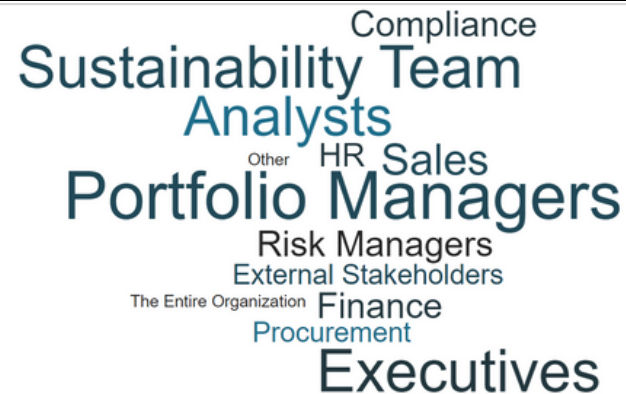 Compliance
Sustainability Team
Analysts
Other HR Sales
Portfolio Managers
Risk Managers
External Stakeholders
The Entire Organization Finance
Procurement
Executives